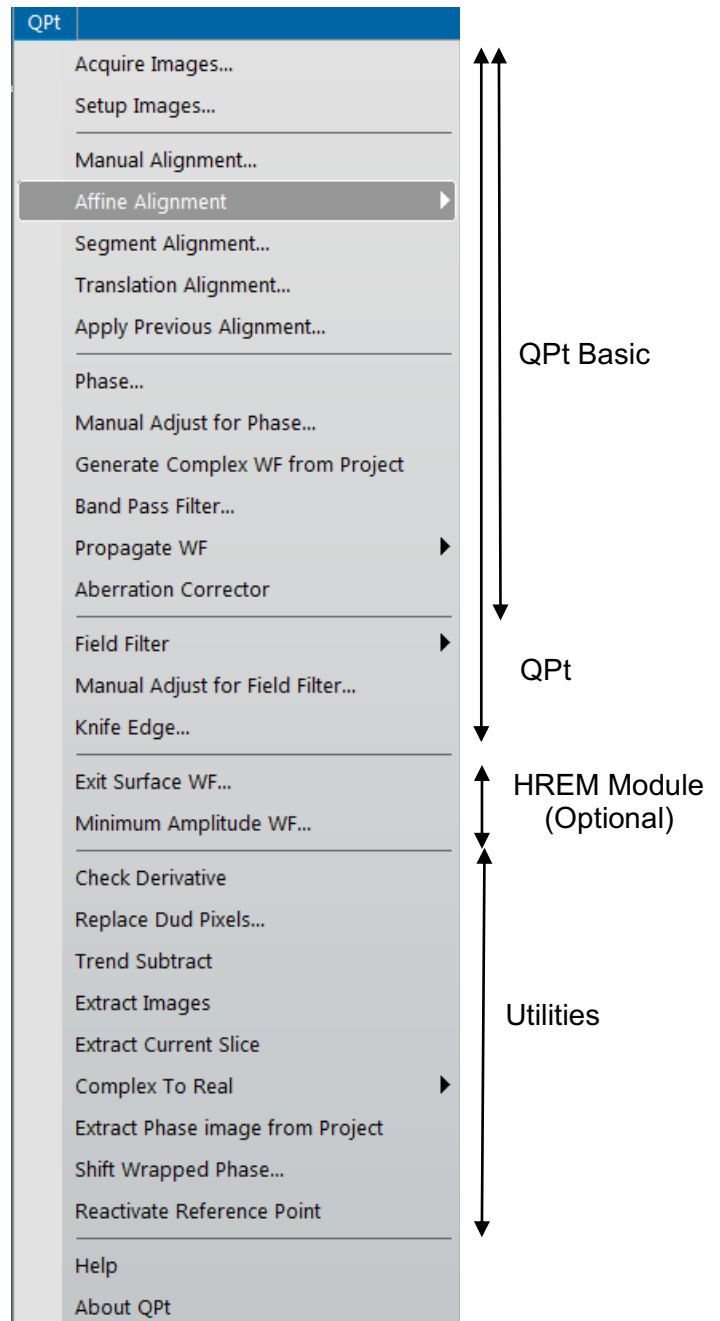 QPt
Acquire Images...
Setup Images...
Manual Alignment...
Affine Alignment
Segment Alignment...
Translation Alignment...
Apply Previous Alignment...
QPt Basic
Phase...
Manual Adjust for Phase...
Generate Complex WF from Project
Band Pass Filter...
Propagate WF
Aberration Corrector
Field Filter
QPt
Manual Adjust for Field Filter...
Knife Edge...
Exit Surface WF...
HREM Module
(Optional)
Minimum Amplitude WF...
Check Derivative
Replace Dud Pixels...
Trend Subtract
Extract Images
Utilities
Extract Current Slice
Complex To Real
Extract Phase image from Project
Shift Wrapped Phase...
Reactivate Reference Point
Help
About QPt